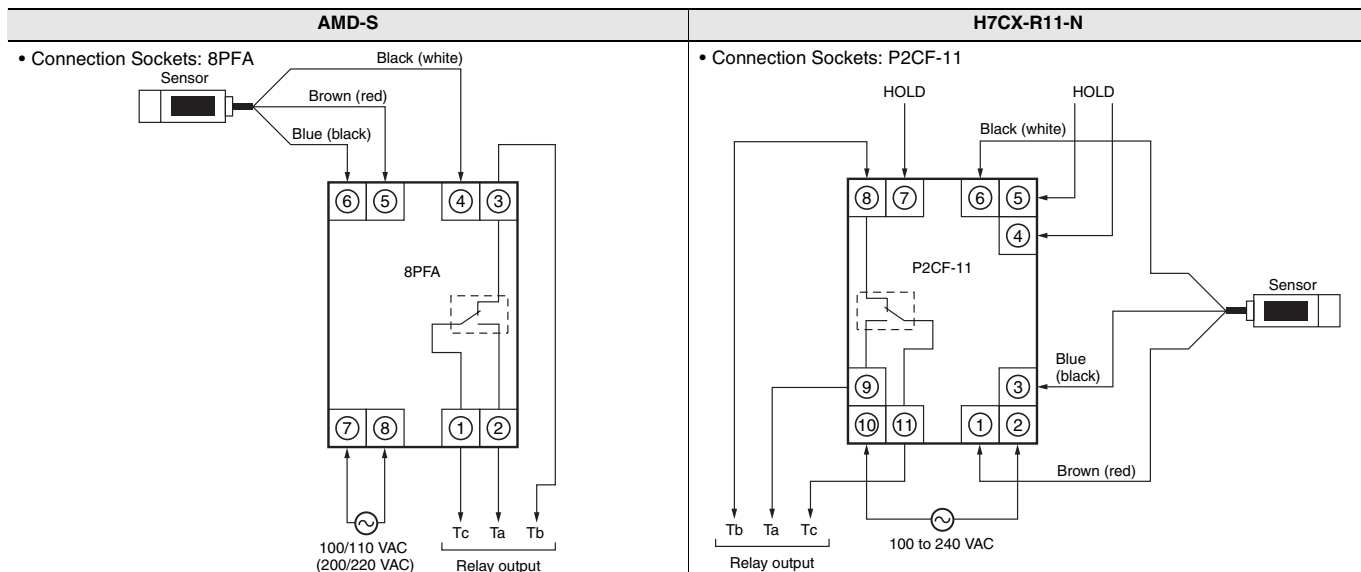 AMD-S
• Connection Sockets: 8PFA
Sensor
Black (white)
Brown (red)
Blue (black)
6 5 4 3
8PFA
7 8 1 2
Tc Ta Tb
100/110 VAC
(200/220 VAC)
Relay output
H7CX-R11-N
• Connection Sockets: P2CF-11
HOLD HOLD
Black (white)
8 7 6 5
4
P2CF-11
Sensor
Blue
(black)
9 3
10 11 1 2
Brown (red)
Tb Ta Tc
100 to 240 VAC
Relay output